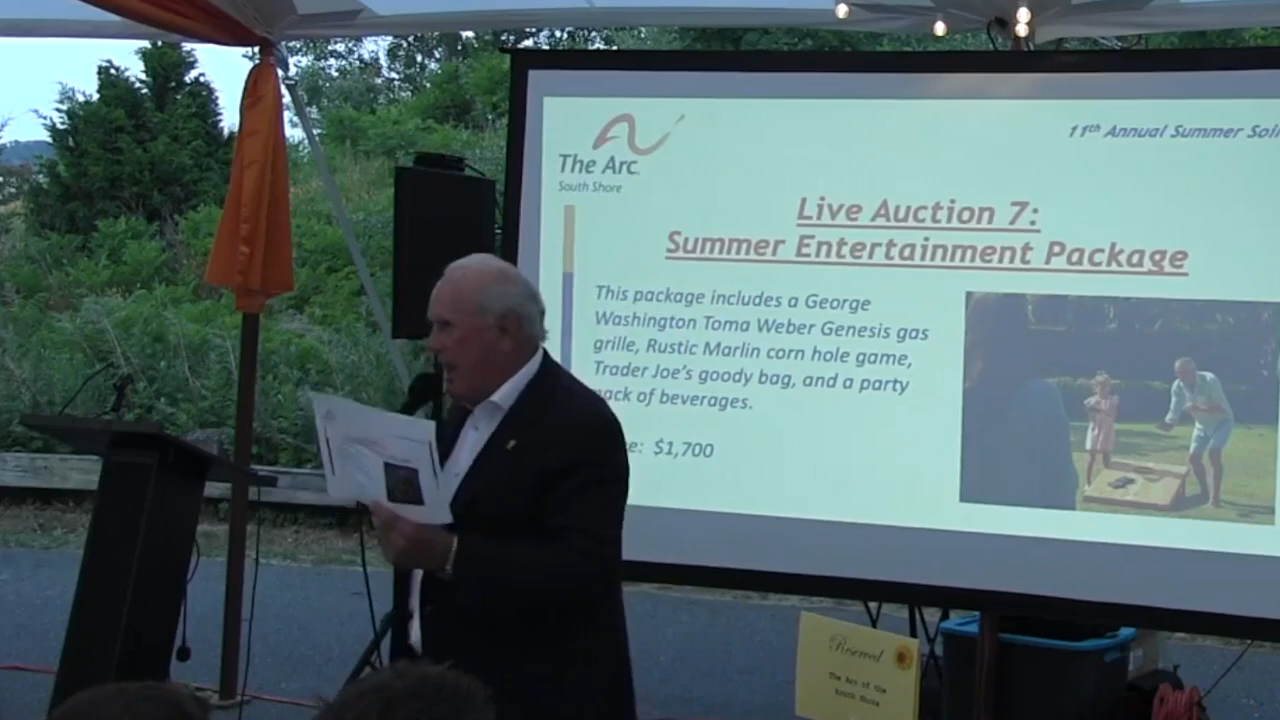 The Arc
South Shore
11th Annual Summer
Live Auction 7:
Summer Entertainment Package
This package includes a George
Washington Toma Weber Genesis gas
grille, Rustic Marlin corn hole game,
Trader Joe's goody bag, and a party
of beverages.
$1,700
Reserved
The Arc of the
South Shore